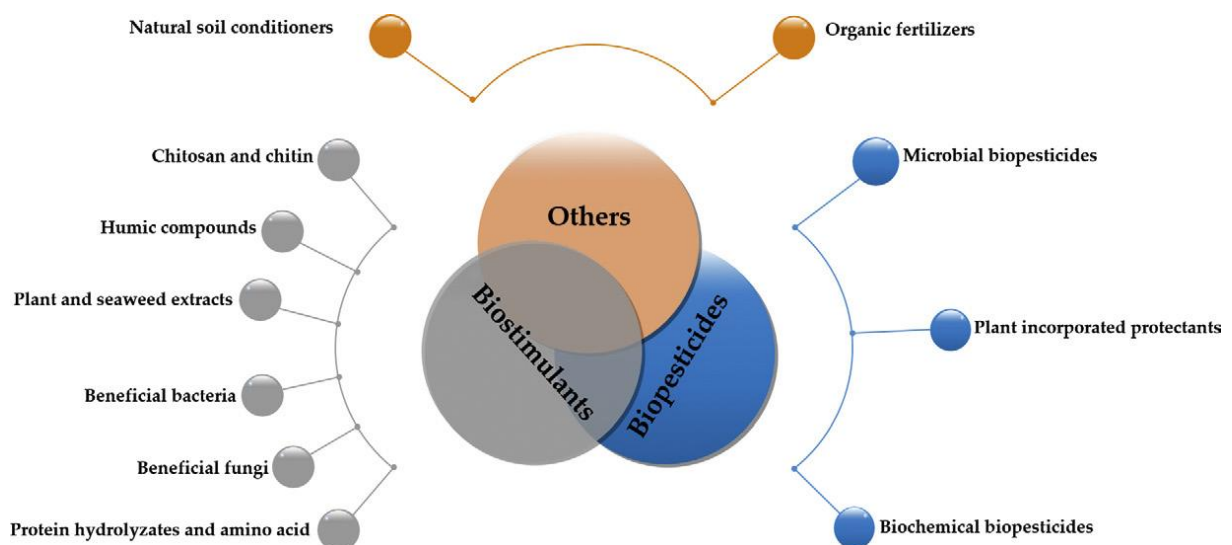 Natural soil conditioners
Organic fertilizers
Chitosan and chitin
Microbial biopesticides
Humic compounds
Others
Plant and seaweed extracts
Biostimulants
Biopesticides
Plant incorporated protectants
Beneficial bacteria
Beneficial fungi
Protein hydrolyzates and amino acid
Biochemical biopesticides